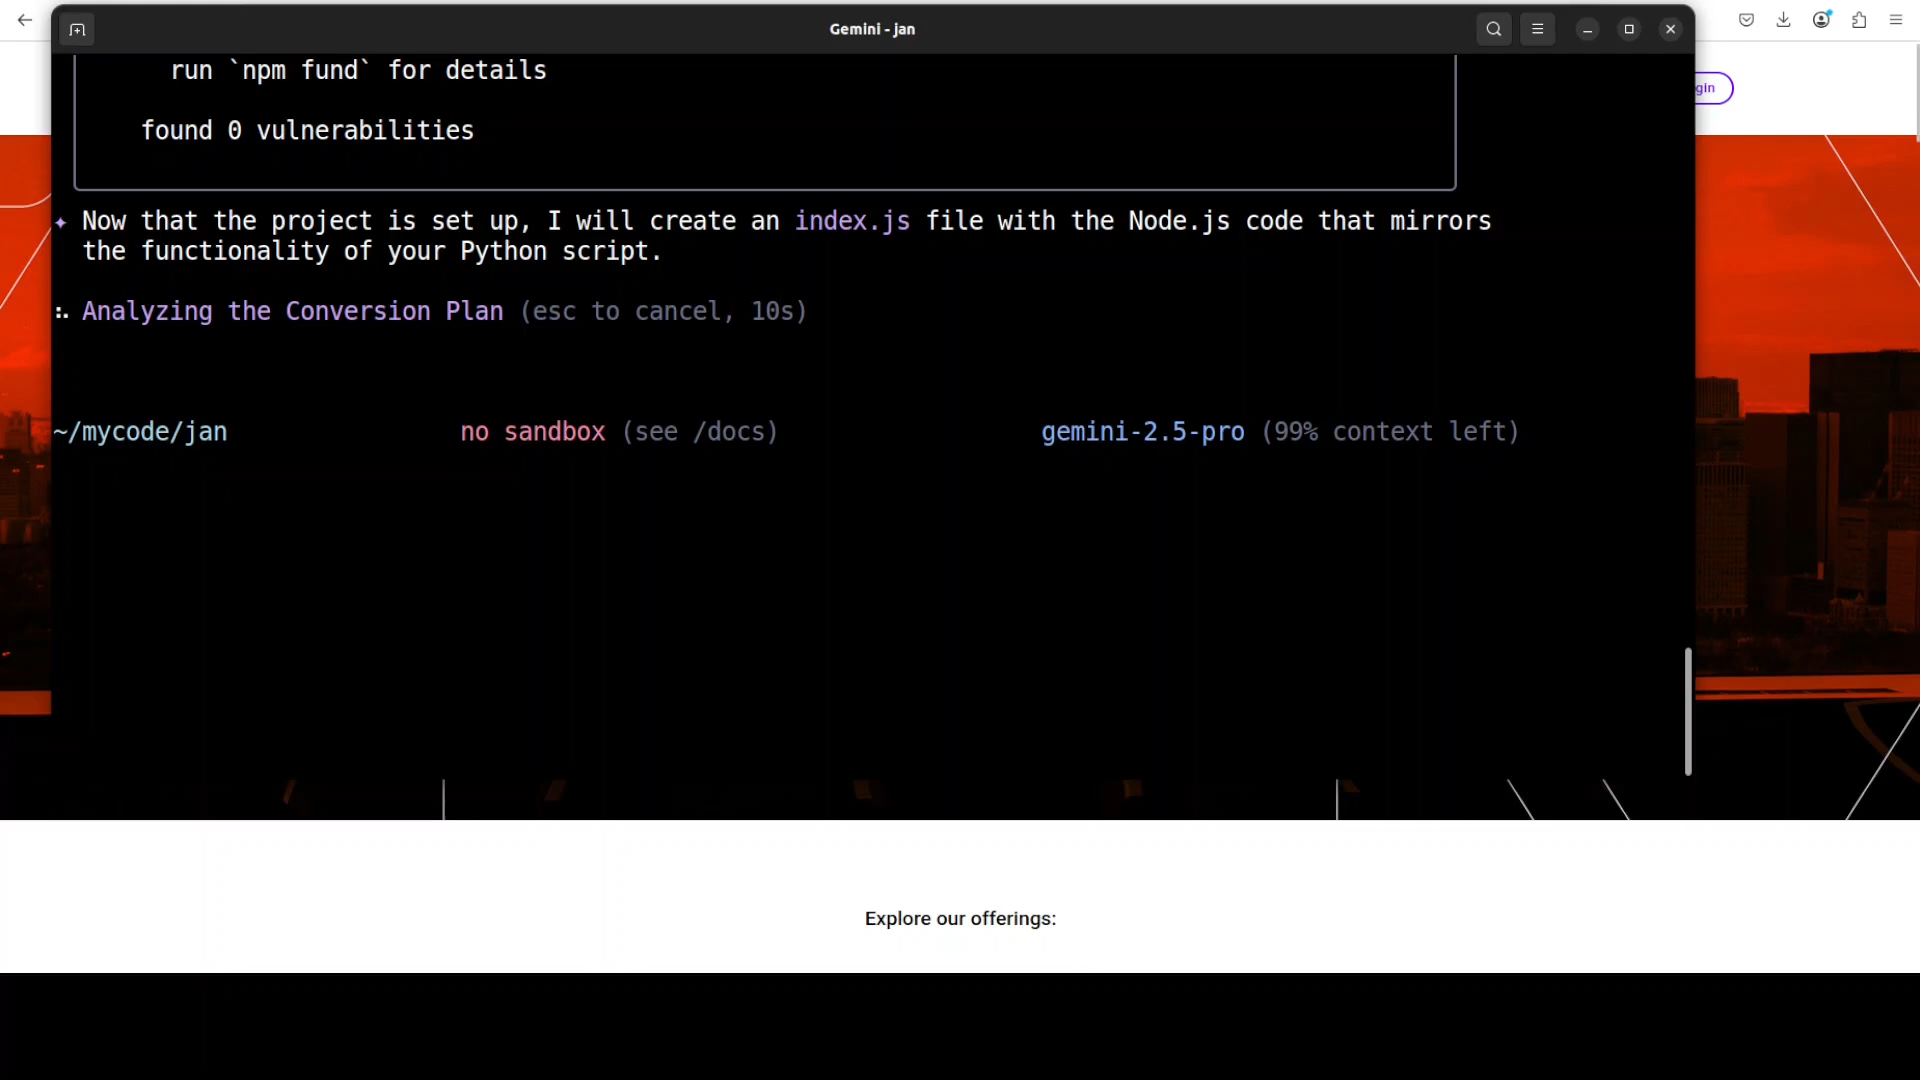 Gemini - jan
run `npm fund` for details
found 0 vulnerabilities
gin
✦ Now that the project is set up, I will create an index.js file with the Node.js code that mirrors
the functionality of your Python script.
Analyzing the Conversion Plan (esc to cancel, 10s)
~/mycode/jan no sandbox (see /docs) gemini-2.5-pro (99% context left)
Explore our offerings: